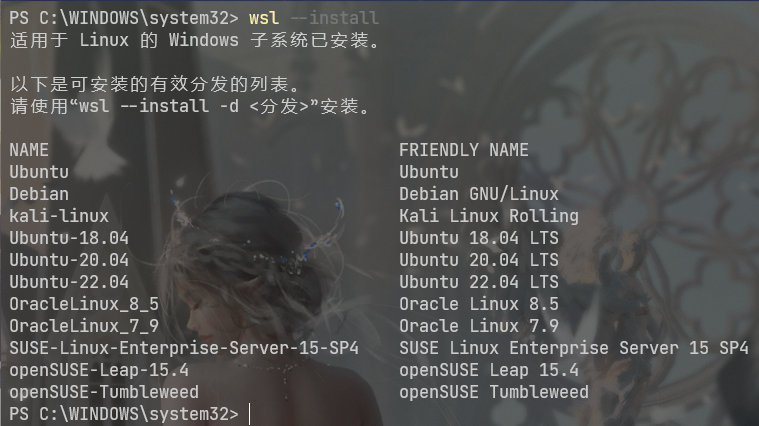 PS C:\WINDOWS\system32> wsl --install
适用于 Linux 的 Windows 子系统已安装。
以下是可安装的有效分发的列表。
请使用“wsl --install -d <分发>”安装。
NAME FRIENDLY NAME
Ubuntu Ubuntu
Debian Debian GNU/Linux
kali-linux Kali Linux Rolling
Ubuntu-18.04 Ubuntu 18.04 LTS
Ubuntu-20.04 Ubuntu 20.04 LTS
Ubuntu-22.04 Ubuntu 22.04 LTS
OracleLinux_8_5 Oracle Linux 8.5
OracleLinux_7_9 Oracle Linux 7.9
SUSE-Linux-Enterprise-Server-15-SP4 SUSE Linux Enterprise Server 15 SP4
openSUSE-Leap-15.4 openSUSE Leap 15.4
openSUSE-Tumbleweed openSUSE Tumbleweed
PS C:\WINDOWS\system32>